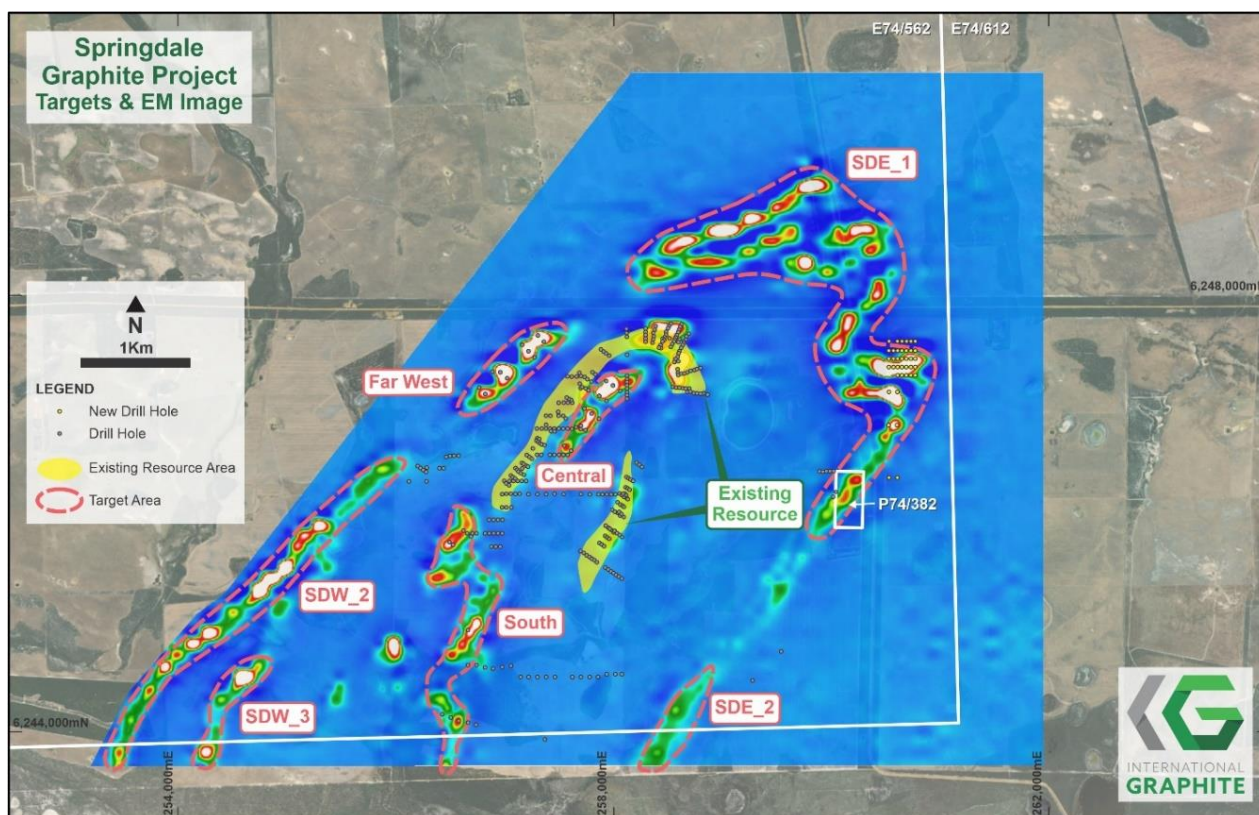 Springdale
Graphite Project
Targets & EM Image
E74/562
E74/612
SDE_1
6,248,000mN
N
1Km
LEGEND
New Drill Hole
Drill Hole
Existing Resource Area
Target Area
Far West
Central
Existing
Resource
P74/382
SDW_2
South
SDW_3
SDE_2
6,244,000mN
254,000mE
258,000mE
262,000mE
INTERNATIONAL
GRAPHITE